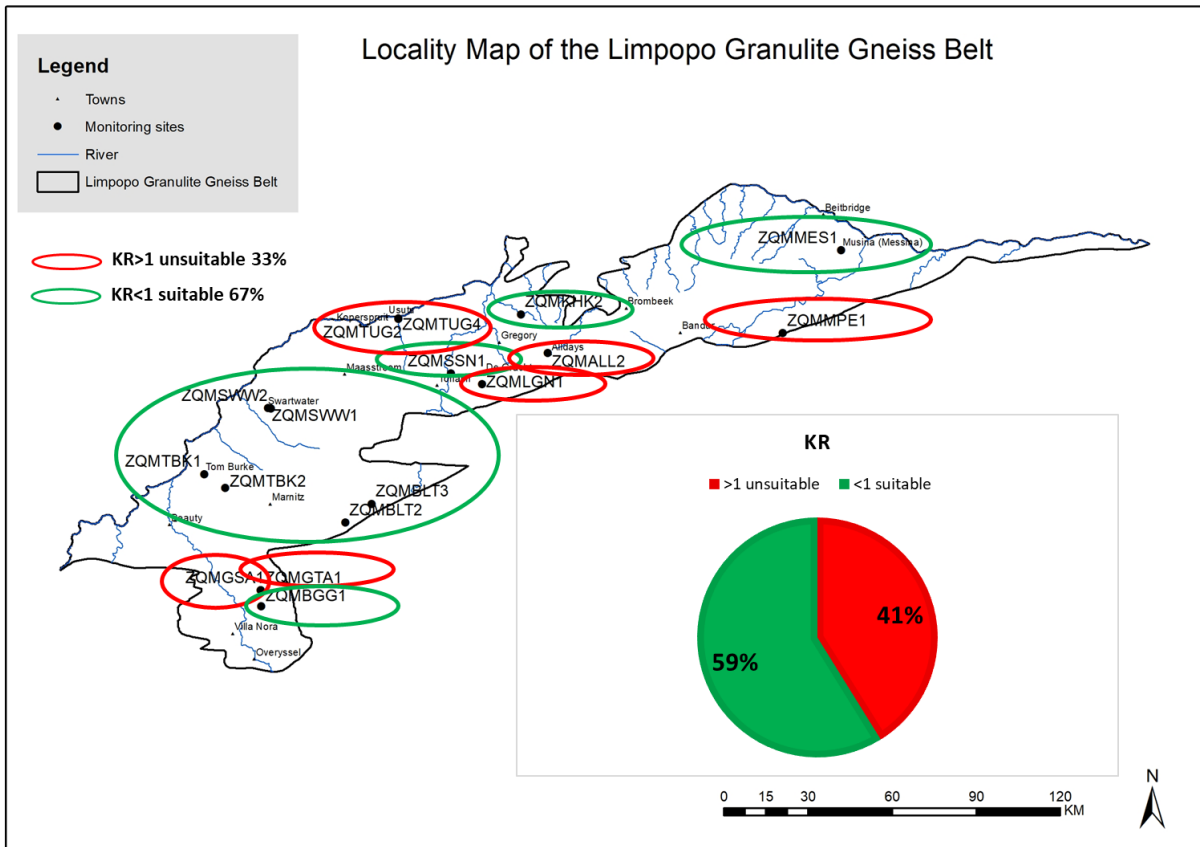 Locality Map of the Limpopo Granulite Gneiss Belt
Legend
Towns
Monitoring sites
River
Limpopo Granulite Gneiss Belt
KR>1 unsuitable 33%
KR<1 suitable 67%
Beitbridge
ZQMMES1
Musina (Messina)
ZQMKHK2
Brombeek
Usutu
Koperspruit
ZQMTUG2
ZQMTUG4
Bandur
ZQMMPE1
Gregory
Alldays
ZQMALL2
ZQMSSN1
Maasstroom
ZQMLGN1
ZQMSWW2
Swartwater
ZQMSWW1
ZQMTBK1
Tom Burke
ZQMTBK2
Marnitz
ZQMBLT3
ZQMBLT2
Beauty
ZQMGSA1
ZQMGTA1
ZQMBGG1
Villa Nora
Overyssel
KR
>1 unsuitable
<1 suitable
41%
59%
N
0 15 30 60 90 120
KM